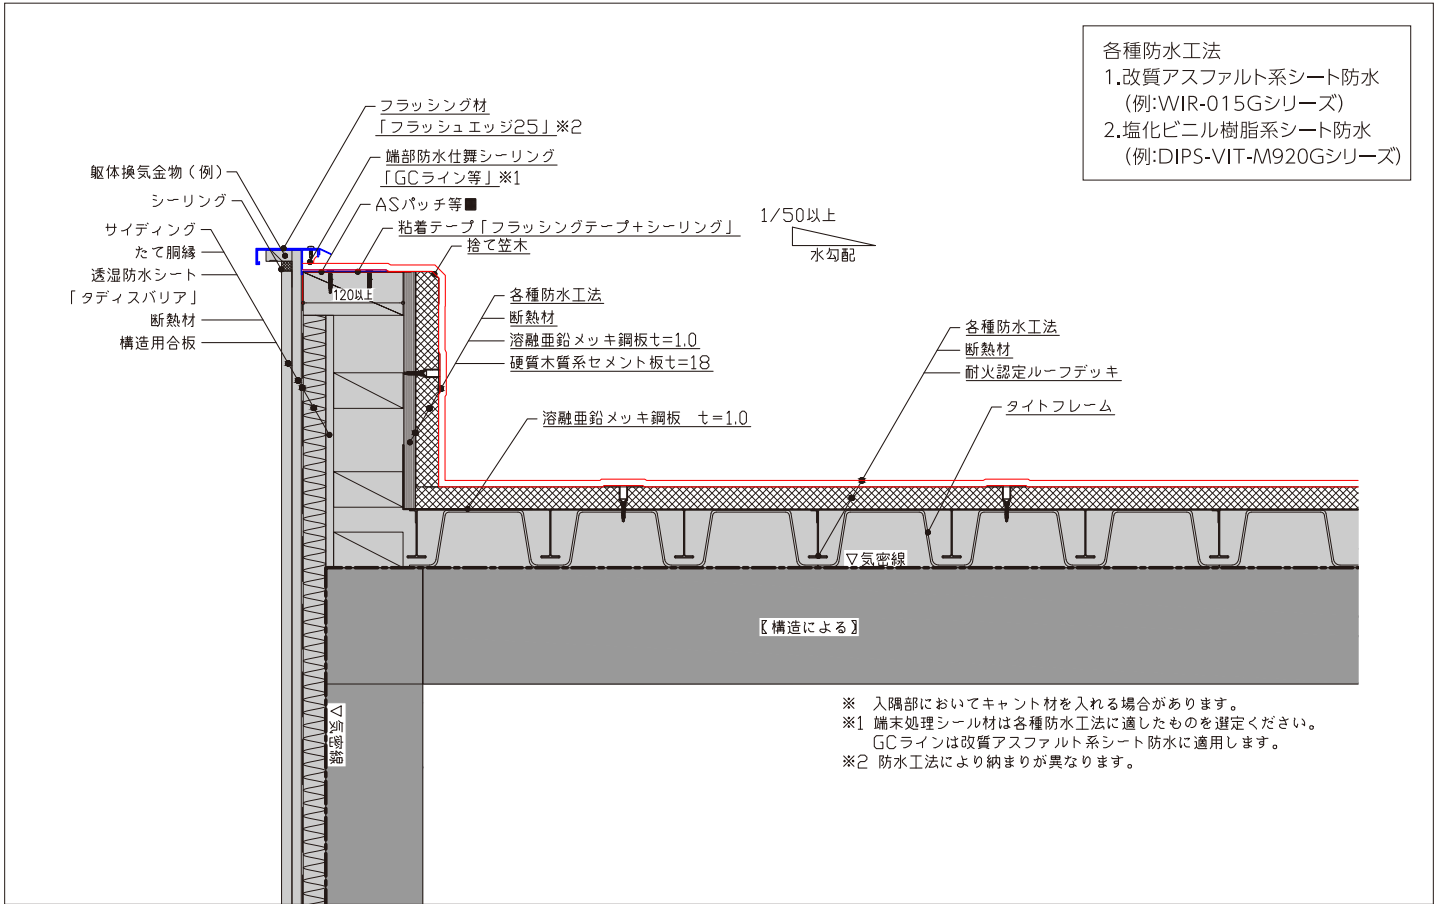 各種防水工法
1.改質アスファルト系シート防水
(例:WIR-015Gシリーズ)
2.塩化ビニル樹脂系シート防水
(例:DIPS-VIT-M920Gシリーズ)
フラッシング材
「フラッシュエッジ25」※2
端部防水仕舞シーリング
「GCライン等」※1
ASパッチ等■
粘着テープ「フラッシングテープ+シーリング」
捨て笠木
躯体換気金物(例)
シーリング
サイディング
たて胴縁
透湿防水シート
「タディスバリア」
断熱材
構造用合板
1/50以上
水勾配
120以上
各種防水工法
断熱材
溶融亜鉛メッキ鋼板t=1.0
硬質木質系セメント板t=18
各種防水工法
断熱材
耐火認定ルーフデッキ
タイトフレーム
溶融亜鉛メッキ鋼板 t=1.0
▽気密線
〖構造による〗
▽気密線
※ 入隅部においてキャント材を入れる場合があります。
※1 端末処理シール材は各種防水工法に適したものを選定ください。
GCラインは改質アスファルト系シート防水に適用します。
※2 防水工法により納まりが異なります。